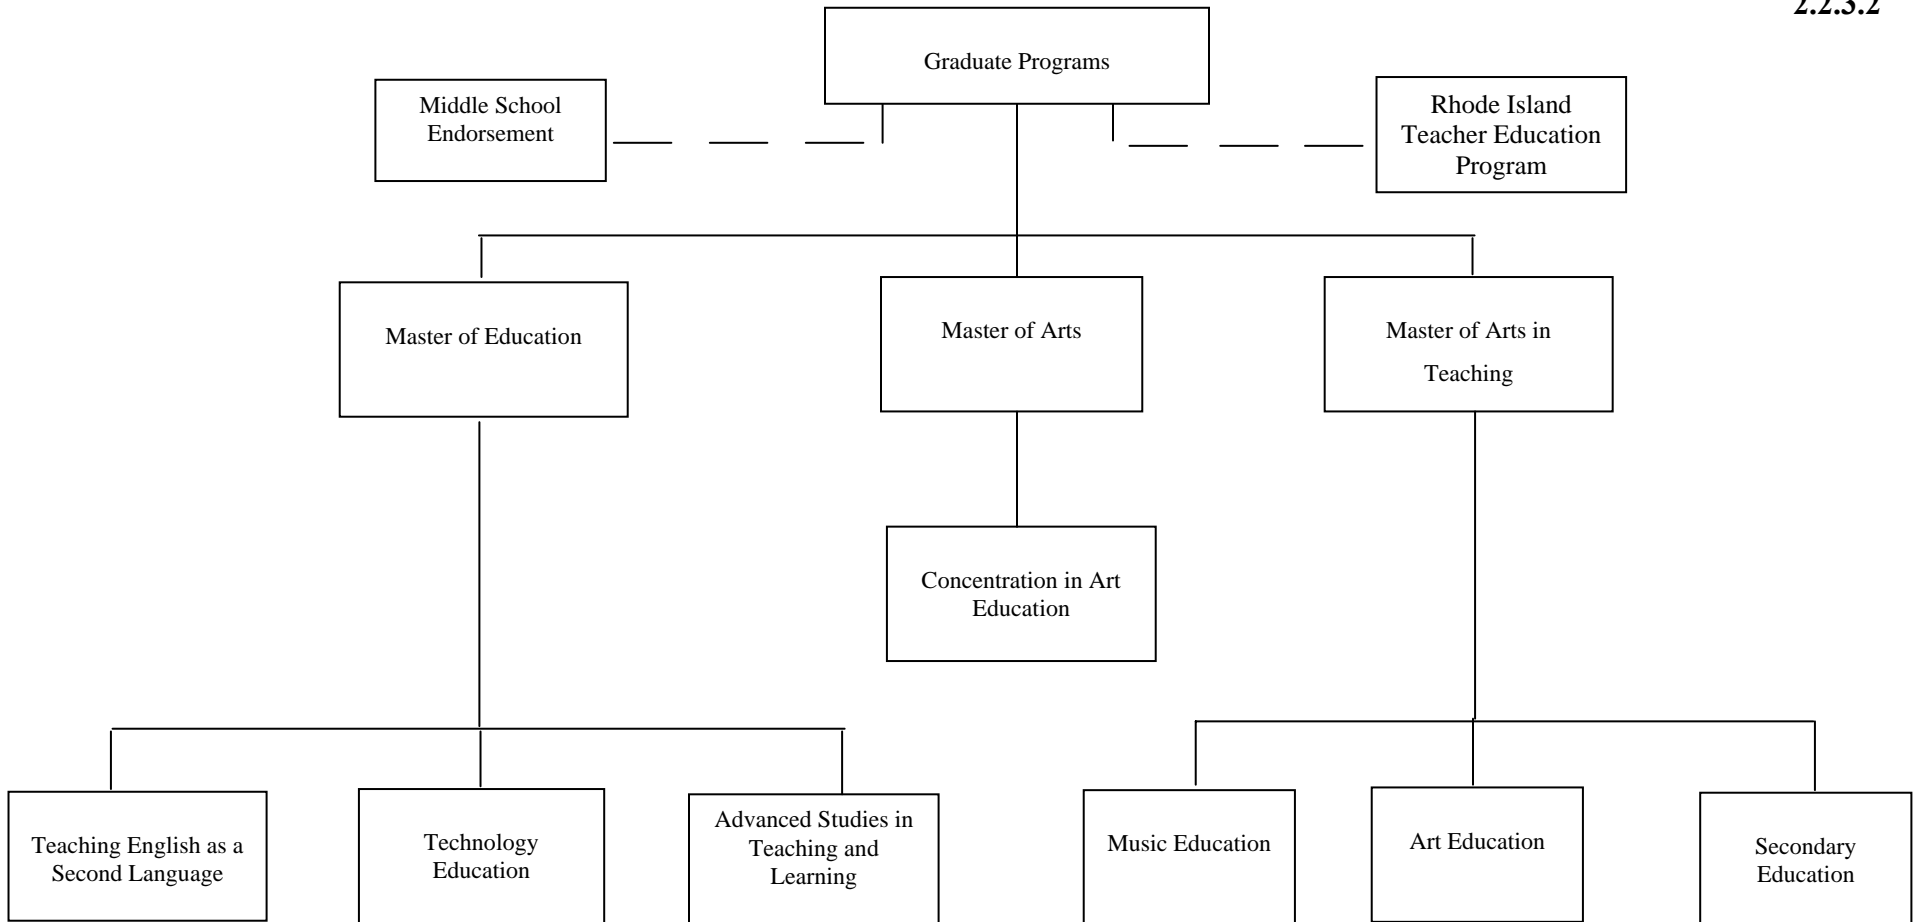 2.2.3.2
Graduate Programs
Middle School
Endorsement
Rhode Island
Teacher Education
Program
Master of Education
Master of Arts
Master of Arts in
Teaching
Concentration in Art
Education
Teaching English as a
Second Language
Technology
Education
Advanced Studies in
Teaching and
Learning
Music Education
Art Education
Secondary
Education